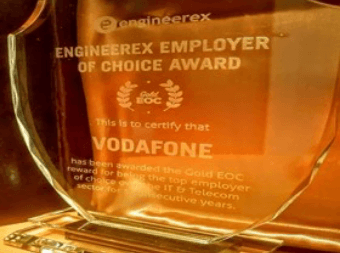 engineerex
ENGINEEREX EMPLOYER
OF CHOICE AWARD
Gold
EOC
This is to certify that
VODAFONE
has been awarded the Gold EOC
reward for being the top employer
of choice the IT & Telecom
sector for consecutive years.